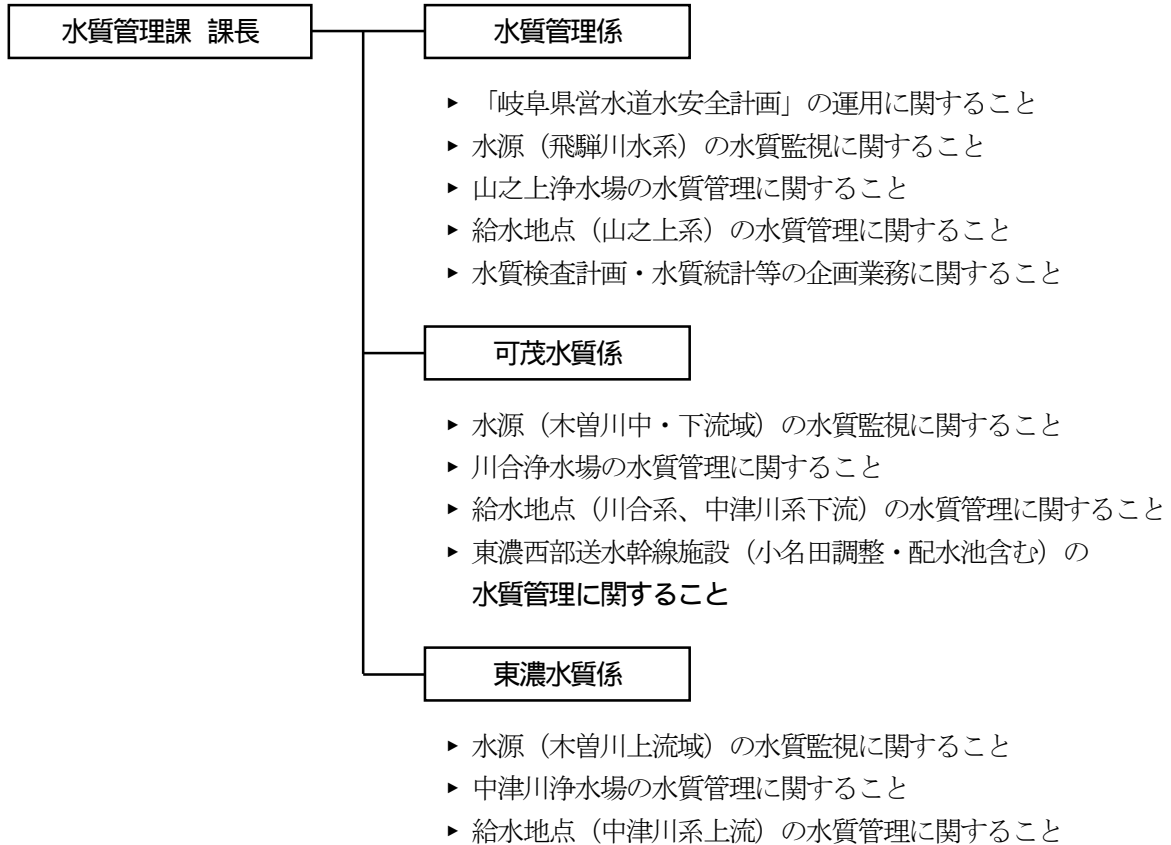 水質管理課 課長
水質管理係
▶ 「岐阜県営水道水安全計画」の運用に関すること
▶ 水源（飛騨川水系）の水質監視に関すること
▶ 山之上浄水場の水質管理に関すること
▶ 給水地点（山之上系）の水質管理に関すること
▶ 水質検査計画・水質統計等の企画業務に関すること
可茂水質係
▶ 水源（木曽川中・下流域）の水質監視に関すること
▶ 川合浄水場の水質管理に関すること
▶ 給水地点（川合系、中津川系下流）の水質管理に関すること
▶ 東濃西部送水幹線施設（小名田調整・配水池含む）の
水質管理に関すること
東濃水質係
▶ 水源（木曽川上流域）の水質監視に関すること
▶ 中津川浄水場の水質管理に関すること
▶ 給水地点（中津川系上流）の水質管理に関すること